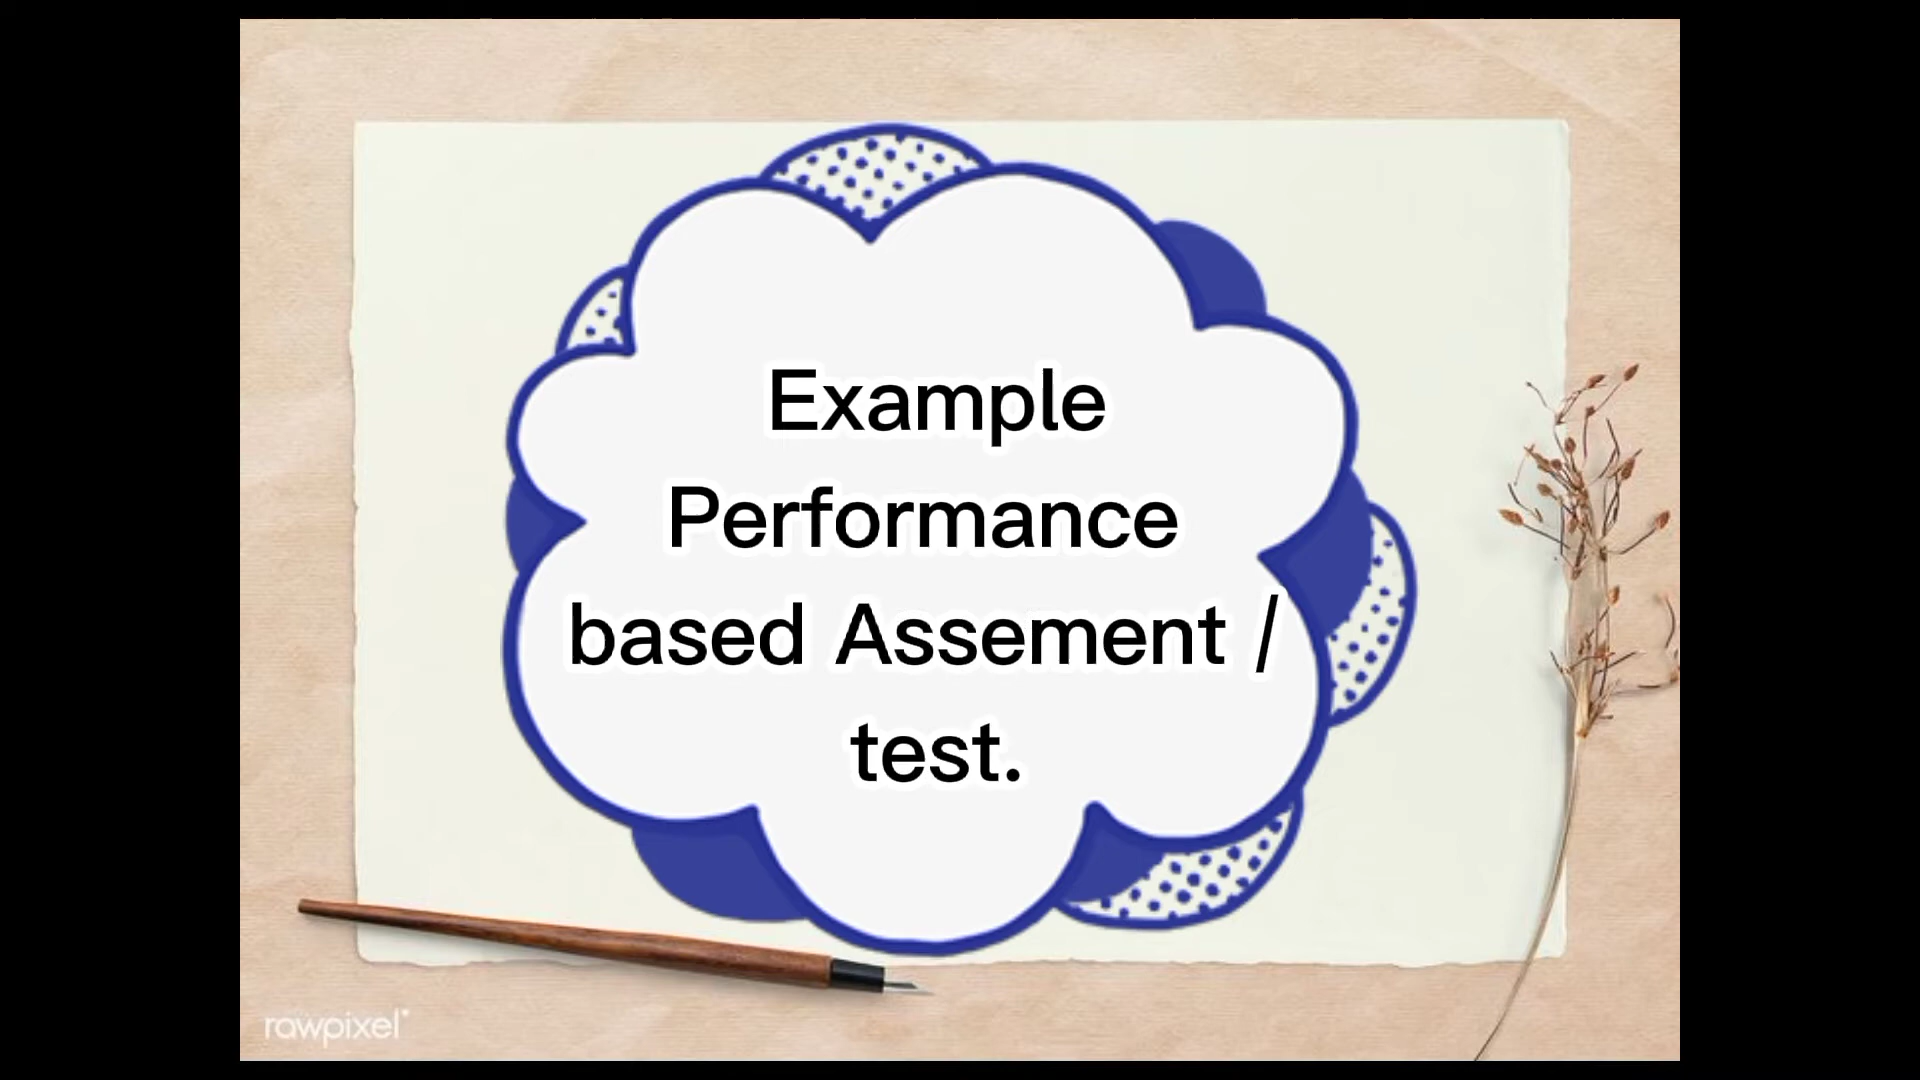 Example
Performance
based Assement /
test.
rawpixel